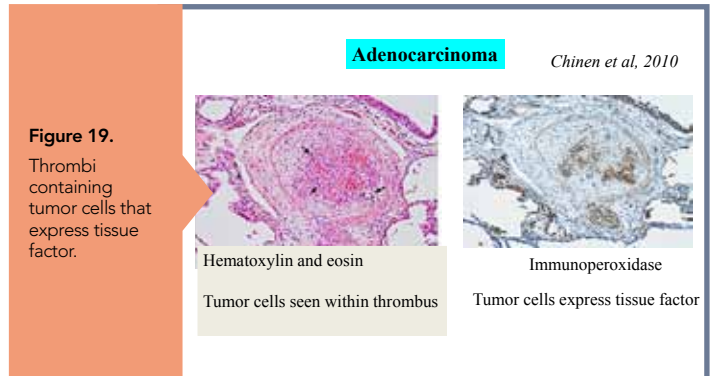 Adenocarcinoma
Chinen et al, 2010
Figure 19.
Thrombi
containing
tumor cells that
express tissue
factor.
Hematoxylin and eosin
Tumor cells seen within thrombus
Immunoperoxidase
Tumor cells express tissue factor